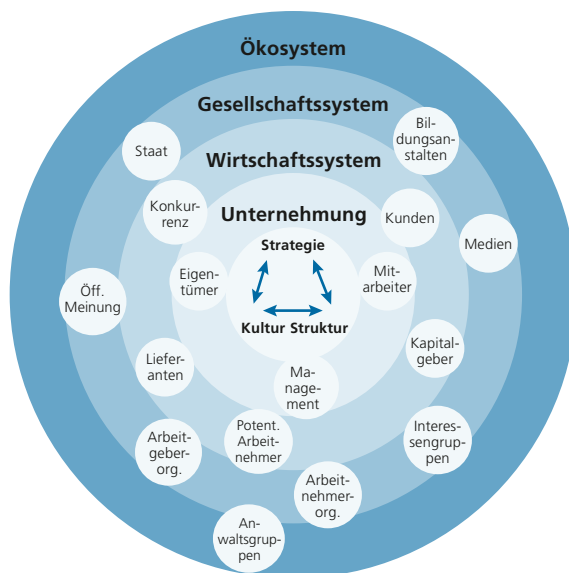 Ökosystem
Gesellschaftssystem
Bil-
dungsan-
stalten
Staat
Wirtschaftssystem
Konkur-
renz
Unternehmung
Kunden
Medien
Strategie
Eigen-
tümer
Mit-
arbeiter
Öff.
Meinung
Kultur Struktur
Kapital-
geber
Liefer-
anten
Ma-
nage-
ment
Potent.
Arbeit-
nehmer
Interes-
sengrup-
pen
Arbeit-
geber-
org.
Arbeit-
nehmer-
org.
An-
waltsgrup-
pen